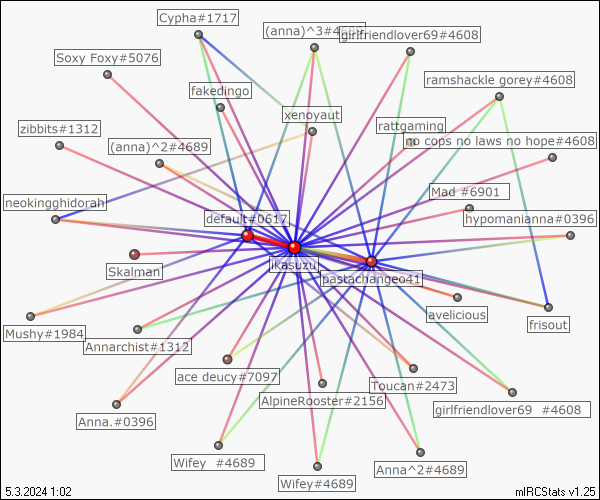 Cypha#1717
(anna)^3#4689
girlfriendlover69#4608
Soxy Foxy#5076
ramshackle gorey#4608
fakedingo
xenoyaut
rattgaming
zibbits#1312
no cops no laws no hope#4608
(anna)^2#4689
Mad #6901
neokingghidorah
default#0617
hypomanianna#0396
Skalman
iKasuzu
pastachangeo41
avelicious
frisout
Mushy#1984
Annarchist#1312
ace deucy#7097
Toucan#2473
AlpineRooster#2156
girlfriendlover69 #4608
Anna.#0396
Wifey #4689
Anna^2#4689
Wifey#4689
5.3.2024 1:02
mIRCStats v1.25